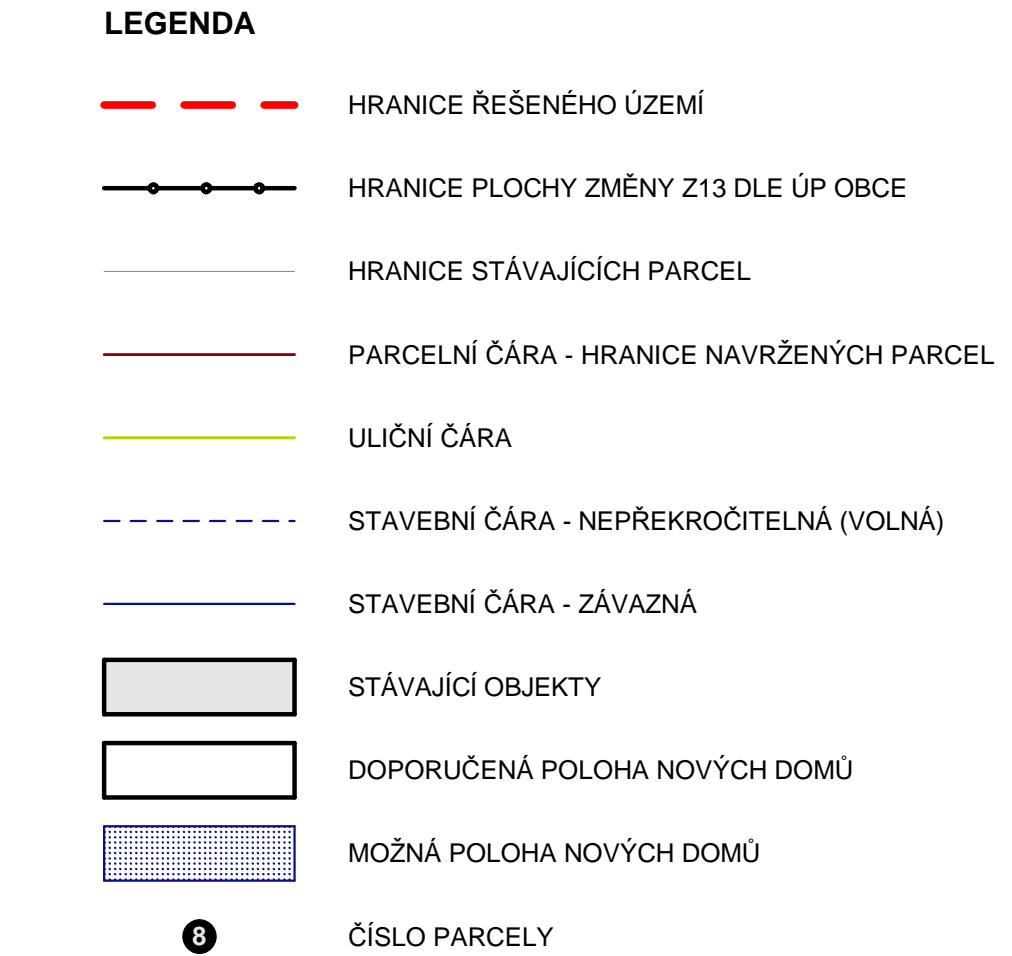 LEGENDA
HRANICE ŘEŠENÉHO ÚZEMÍ
HRANICE PLOCHY ZMĚNY Z13 DLE ÚP OBCE
HRANICE STÁVAJÍCÍCH PARCEL
PARCELNÍ ČÁRA - HRANICE NAVRŽENÝCH PARCEL
ULIČNÍ ČÁRA
STAVEBNÍ ČÁRA - NEPŘEKROČITELNÁ (VOLNÁ)
STAVEBNÍ ČÁRA - ZÁVAZNÁ
STÁVAJÍCÍ OBJEKTY
DOPORUČENÁ POLOHA NOVÝCH DOMŮ
MOŽNÁ POLOHA NOVÝCH DOMŮ
8 ČÍSLO PARCELY